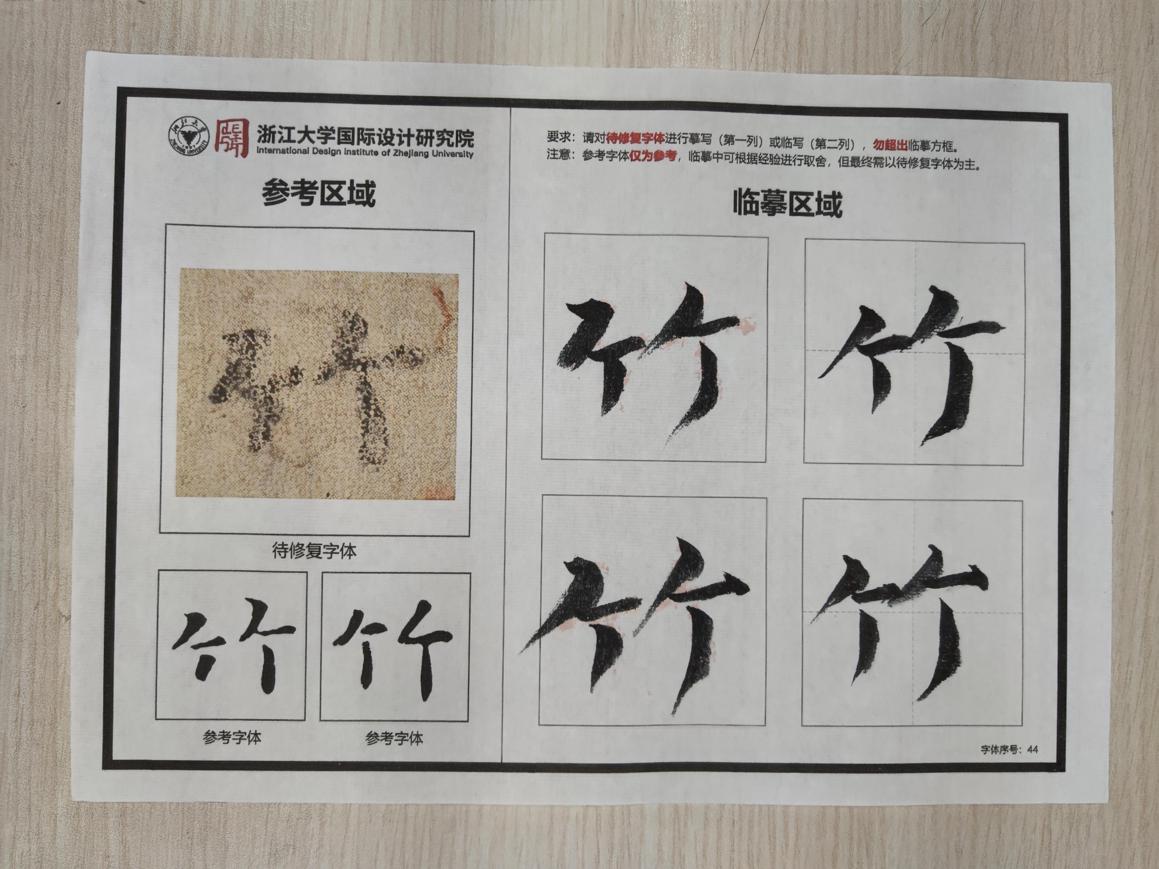 浙江大学国际设计研究院
International Design Institute of Zhejiang University
参考区域
竹
待修复字体
竹 竹
参考字体 参考字体
要求：请对待修复字体进行摹写（第一列）或临写（第二列），勿超出临摹方框。
注意：参考字体仅为参考，临摹中可根据经验进行取舍，但最终需以待修复字体为主。
临摹区域
竹 竹
竹 竹
字体序号：44